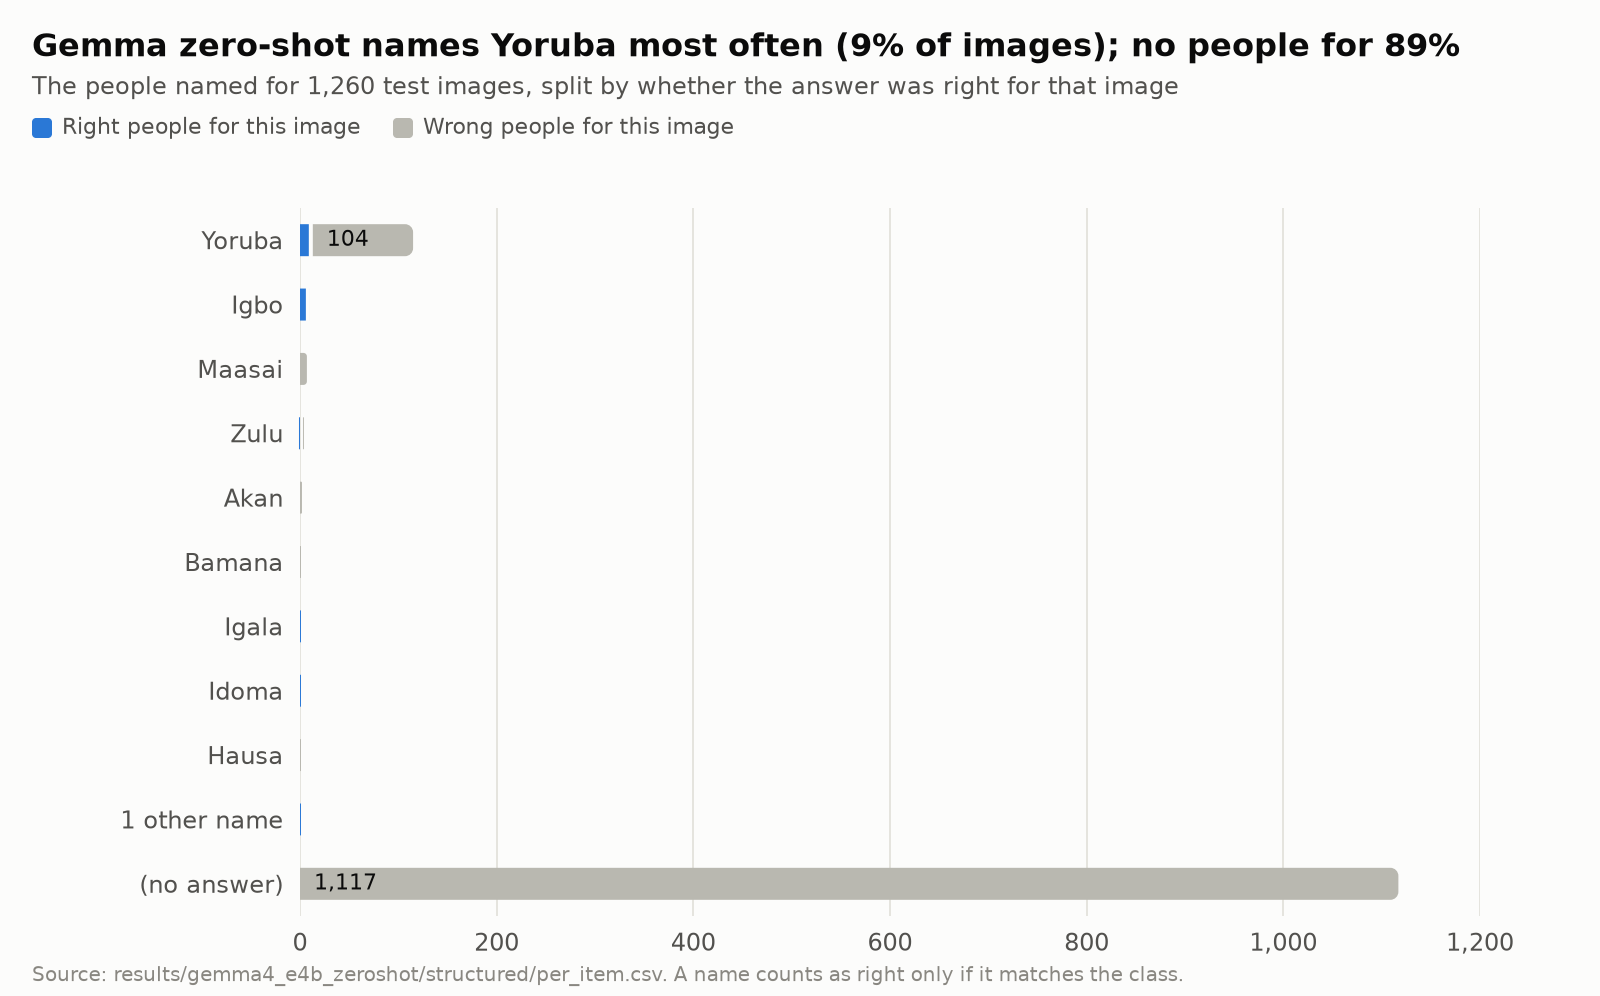 Gemma zero-shot names Yoruba most often (9% of images); no people for 89%
The people named for 1,260 test images, split by whether the answer was right for that image
Right people for this image Wrong people for this image
Yoruba 104
Igbo
Maasai
Zulu
Akan
Bamana
Igala
Idoma
Hausa
1 other name
(no answer) 1,117
0 200 400 600 800 1,000 1,200
Source: results/gemma4_e4b_zeroshot/structured/per_item.csv. A name counts as right only if it matches the class.